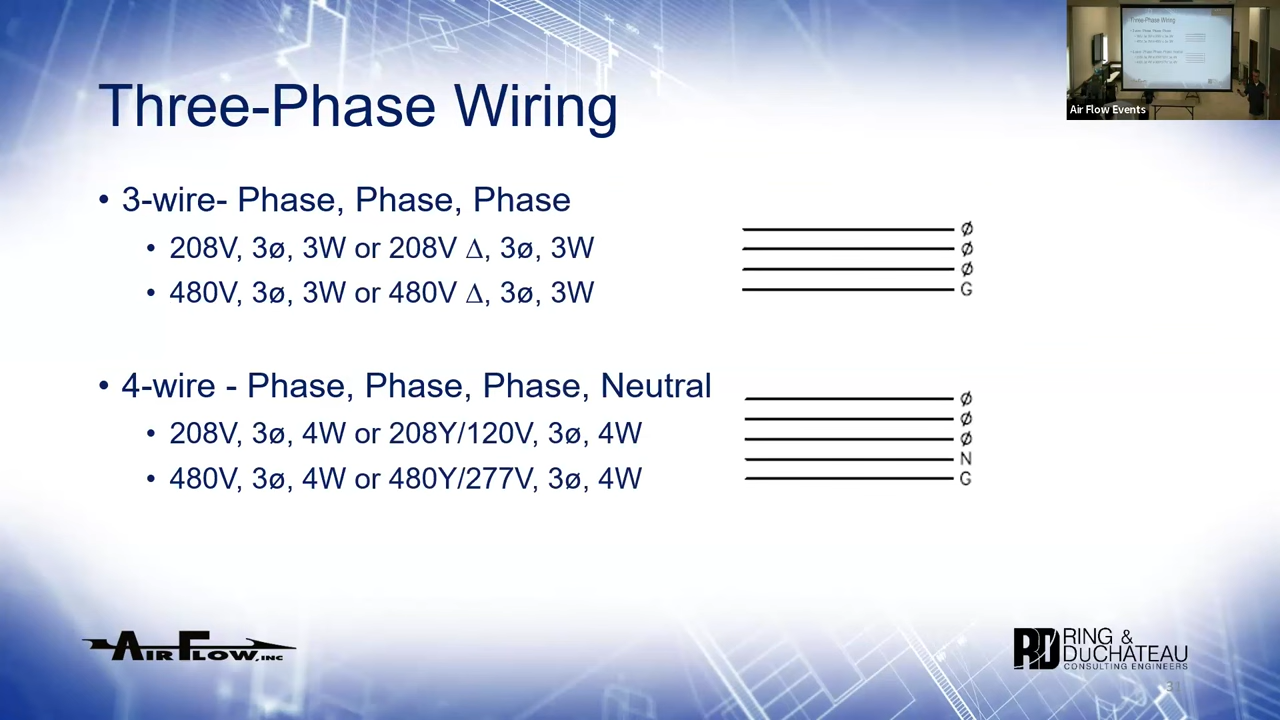 Three-Phase Wiring
Air Flow Events
• 3-wire- Phase, Phase, Phase
• 208V, 3ø, 3W or 208V ∆, 3ø, 3W
• 480V, 3ø, 3W or 480V ∆, 3ø, 3W
Ø
Ø
Ø
G
• 4-wire - Phase, Phase, Phase, Neutral
• 208V, 3ø, 4W or 208Y/120V, 3ø, 4W
• 480V, 3ø, 4W or 480Y/277V, 3ø, 4W
Ø
Ø
Ø
N
G
AIR FLOW, INC
RD RING &
DUCHATEAU
CONSULTING ENGINEERS
31